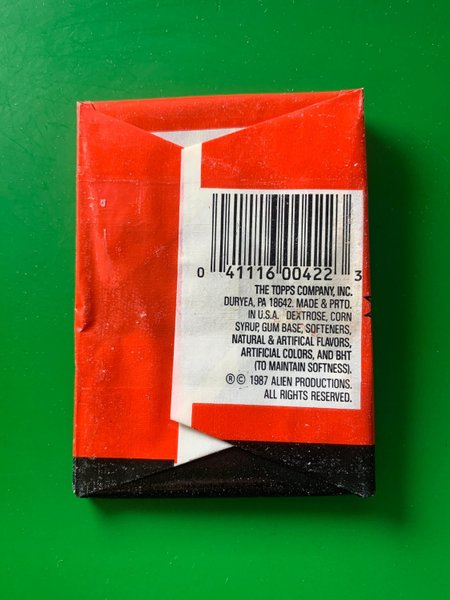 0 41116 00422 3
THE TOPPS COMPANY, INC.
DURYEA, PA 18642. MADE & PRTD.
IN U.S.A. DEXTROSE, CORN
SYRUP, GUM BASE, SOFTENERS,
NATURAL & ARTIFICAL FLAVORS,
ARTIFICIAL COLORS, AND BHT
(TO MAINTAIN SOFTNESS).
®© 1987 ALIEN PRODUCTIONS.
ALL RIGHTS RESERVED.